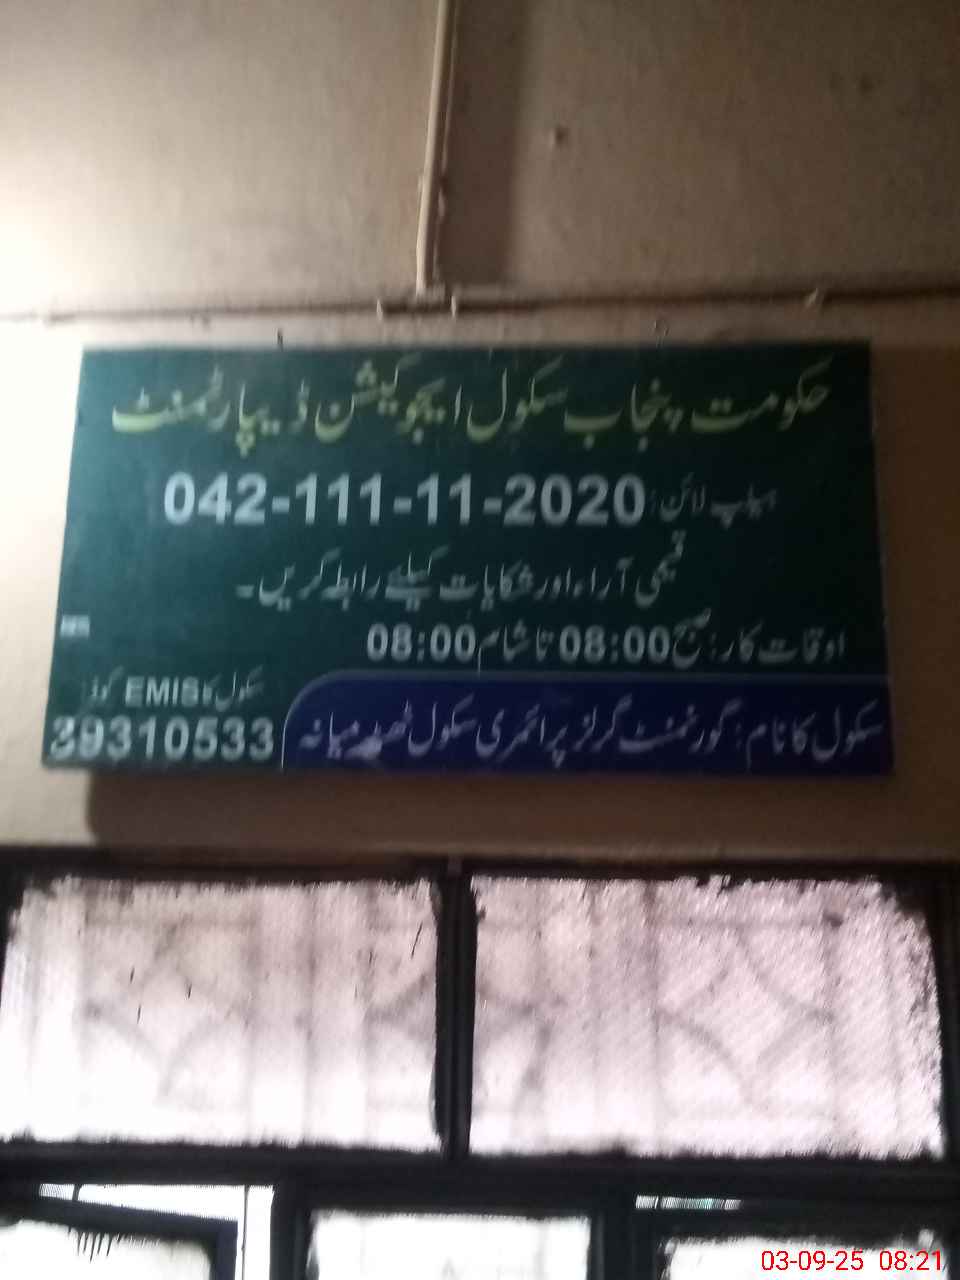 حکومت پنجاب سکول ایجوکیشن ڈیپارٹمنٹ
ہیلپ لائن: 042-111-11-2020
قیمتی آراء اور شکایات کیلئے رابطہ کریں۔
اوقات کار: صبح 08:00 تا شام 08:00
سکول کا EMIS کوڈ:
39310533
سکول کا نام: گورنمنٹ گرلز پرائمری سکول ٹھٹہ میانہ
03-09-25 08:21